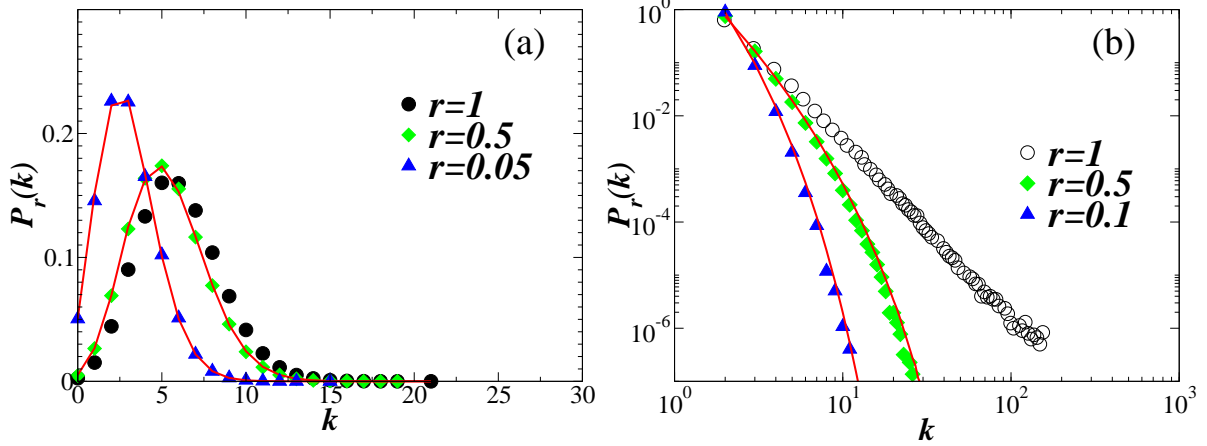 (a)
r=1
r=0.5
r=0.05
P_r(k)
0.2
0.1
0
0 5 10 15 20 25 30
k
(b)
r=1
r=0.5
r=0.1
P_r(k)
10^0
10^-2
10^-4
10^-6
10^0 10^1 10^2 10^3
k